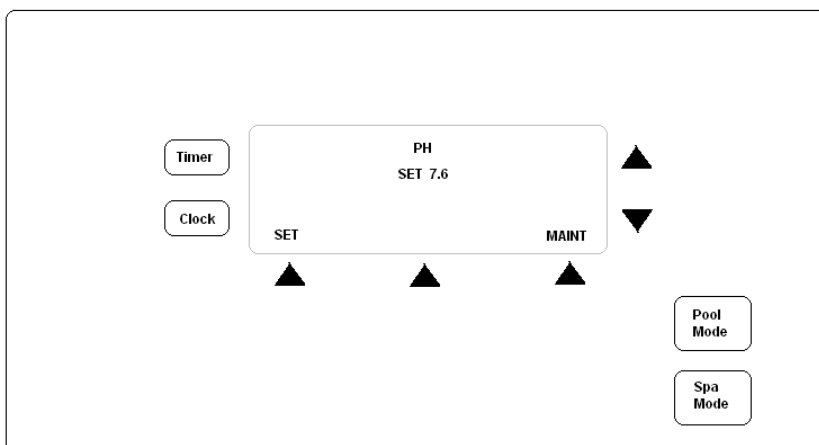 PH
SET 7.6
SET MAINT
Timer
Clock
Pool
Mode
Spa
Mode